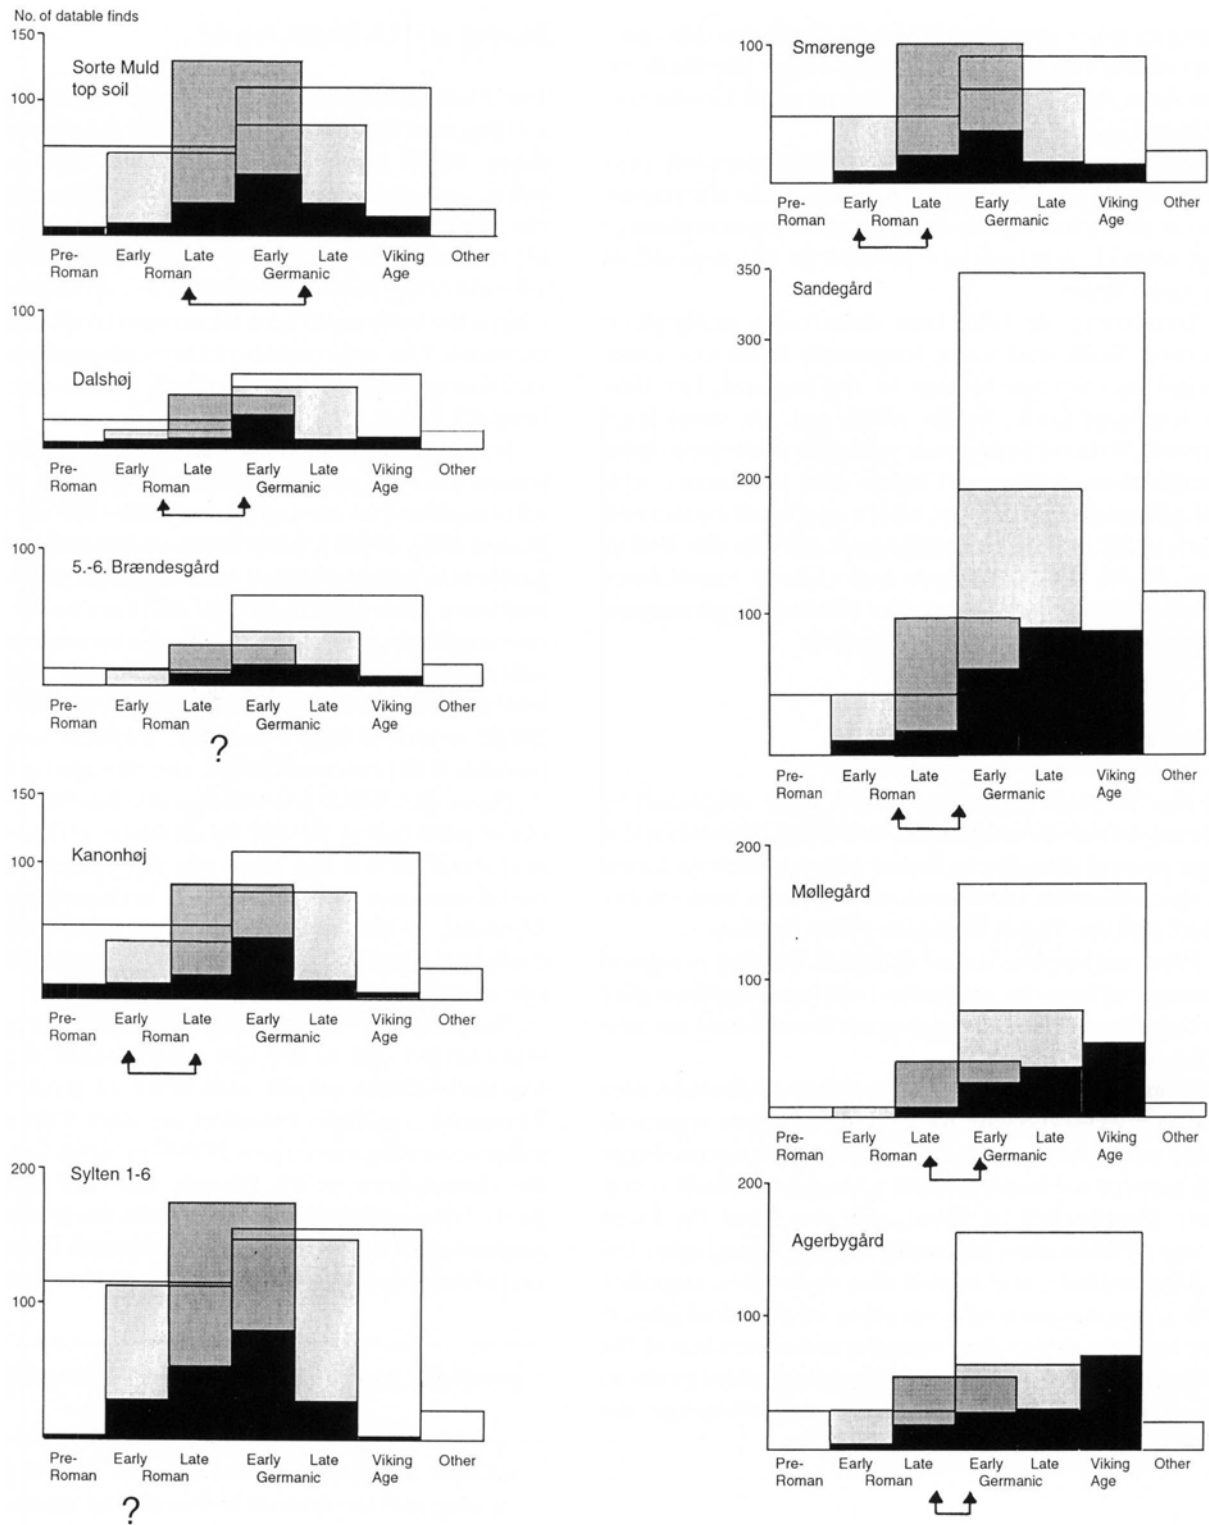 No. of datable finds
150
100
Sorte Muld
top soil
Pre-
Roman
Early
Late
Roman
Early
Late
Germanic
Viking
Age
Other
100
Dalshøj
Pre-
Roman
Early
Late
Roman
Early
Late
Germanic
Viking
Age
Other
100
5.-6. Brændesgård
Pre-
Roman
Early
Late
Roman
Early
Late
Germanic
Viking
Age
Other
?
150
100
Kanonhøj
Pre-
Roman
Early
Late
Roman
Early
Late
Germanic
Viking
Age
Other
200
100
Sylten 1-6
Pre-
Roman
Early
Late
Roman
Early
Late
Germanic
Viking
Age
Other
?
100
Smørenge
Pre-
Roman
Early
Late
Roman
Early
Late
Germanic
Viking
Age
Other
350
300
200
100
Sandegård
Pre-
Roman
Early
Late
Roman
Early
Late
Germanic
Viking
Age
Other
200
100
Møllegård
Pre-
Roman
Early
Late
Roman
Early
Late
Germanic
Viking
Age
Other
200
100
Agerbygård
Pre-
Roman
Early
Late
Roman
Early
Late
Germanic
Viking
Age
Other